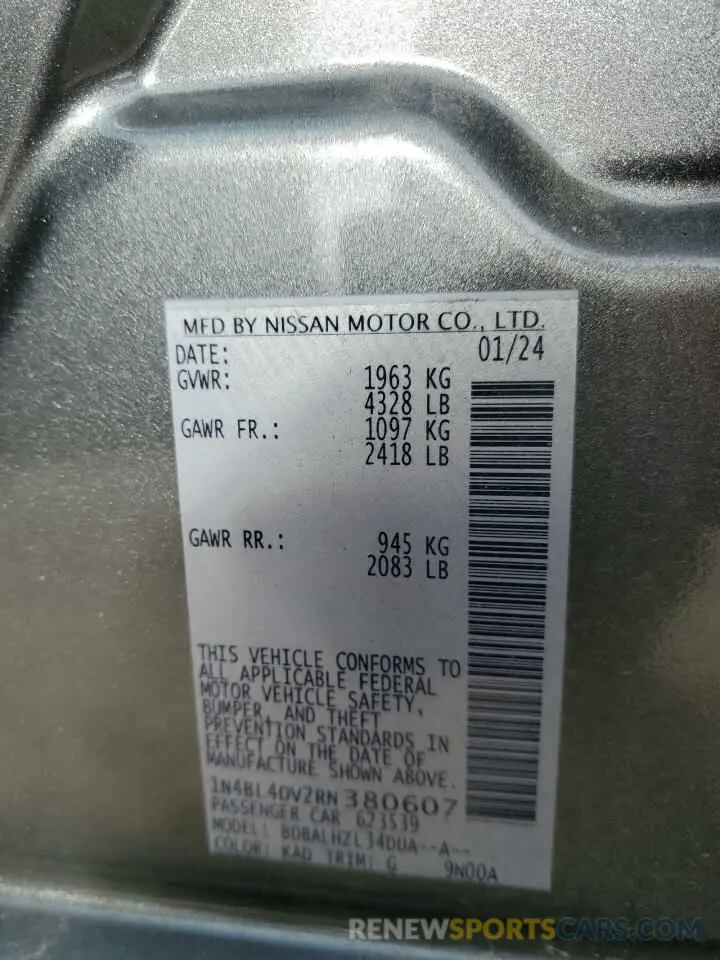 MFD BY NISSAN MOTOR CO., LTD.
DATE: 01/24
GVWR: 1963 KG
4328 LB
GAWR FR.: 1097 KG
2418 LB
GAWR RR.: 945 KG
2083 LB
THIS VEHICLE CONFORMS TO
ALL APPLICABLE FEDERAL
MOTOR VEHICLE SAFETY,
BUMPER, AND THEFT
PREVENTION STANDARDS IN
EFFECT ON THE DATE OF
MANUFACTURE SHOWN ABOVE.
1N4BL4DV2RN380607
PASSENGER CAR 623539
MODEL: BDBALHZL14DUA--A--
COLOR: KAD TRIM: G 9N00A
RENEWSPORTSCARS.COM